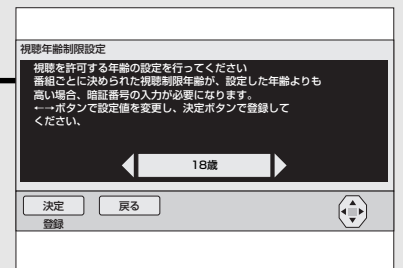 視聴年齢制限設定
視聴を許可する年齢の設定を行ってください
番組ごとに決められた視聴制限年齢が、設定した年齢よりも
高い場合、暗証番号の入力が必要になります。
←→ボタンで設定値を変更し、決定ボタンで登録して
ください、
18歳
決定 戻る
登録